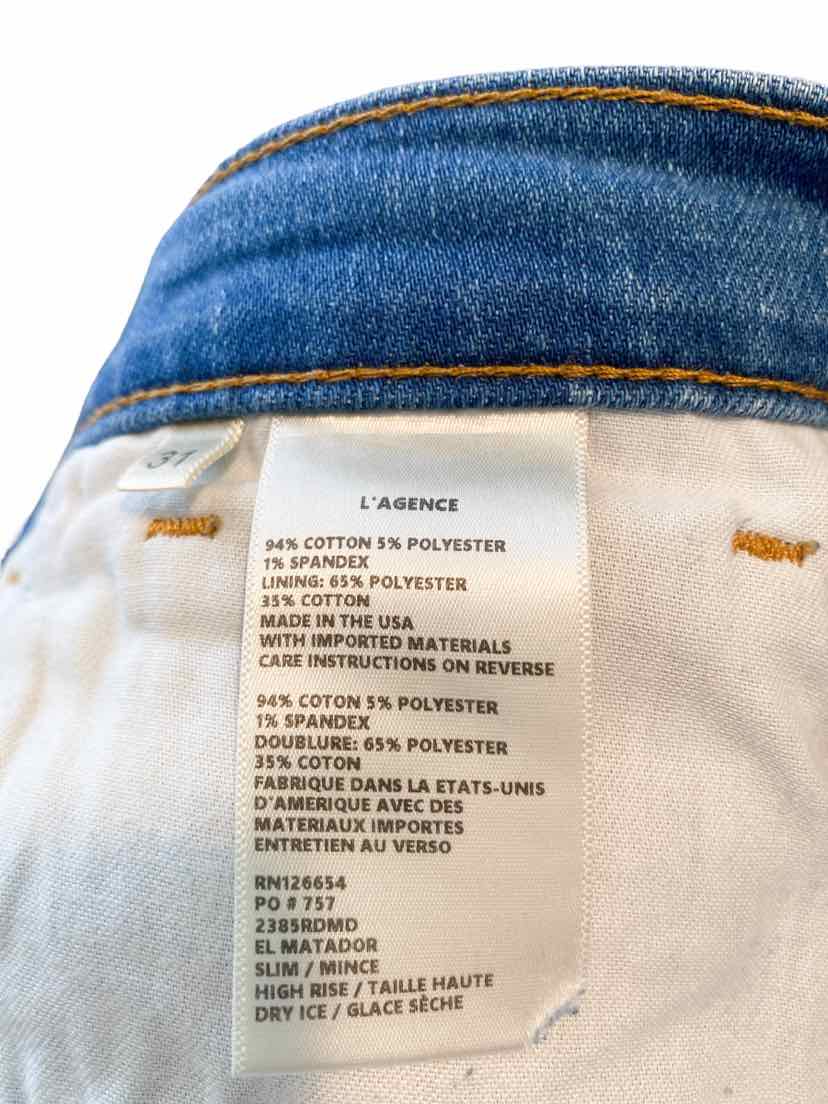 31
L'AGENCE
94% COTTON 5% POLYESTER
1% SPANDEX
LINING: 65% POLYESTER
35% COTTON
MADE IN THE USA
WITH IMPORTED MATERIALS
CARE INSTRUCTIONS ON REVERSE
94% COTON 5% POLYESTER
1% SPANDEX
DOUBLURE: 65% POLYESTER
35% COTON
FABRIQUE DANS LA ETATS-UNIS
D'AMERIQUE AVEC DES
MATERIAUX IMPORTES
ENTRETIEN AU VERSO
RN126654
PO # 757
2385RDMD
EL MATADOR
SLIM / MINCE
HIGH RISE / TAILLE HAUTE
DRY ICE / GLACE SÈCHE